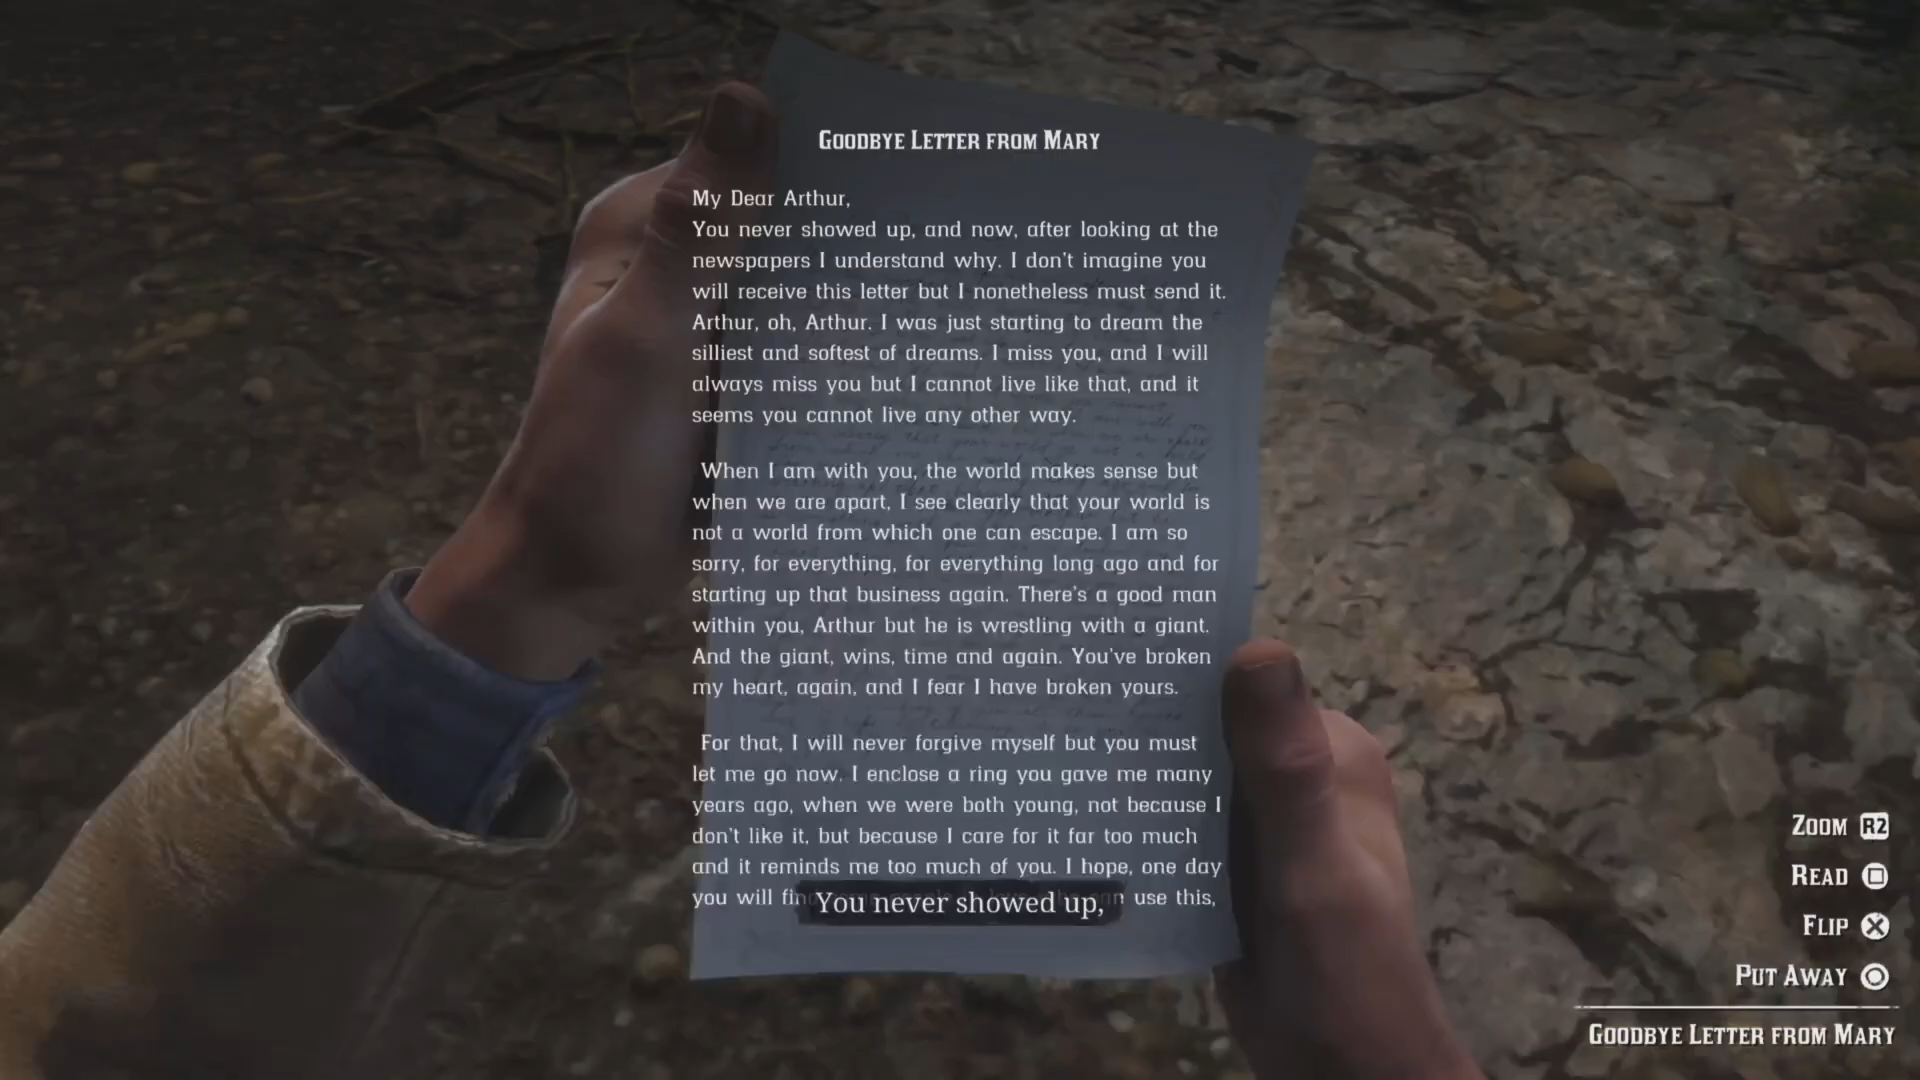 GOODBYE LETTER FROM MARY
My Dear Arthur,
You never showed up, and now, after looking at the
newspapers I understand why. I don't imagine you
will receive this letter but I nonetheless must send it.
Arthur, oh, Arthur. I was just starting to dream the
silliest and softest of dreams. I miss you, and I will
always miss you but I cannot live like that, and it
seems you cannot live any other way.
When I am with you, the world makes sense but
when we are apart, I see clearly that your world is
not a world from which one can escape. I am so
sorry, for everything, for everything long ago and for
starting up that business again. There's a good man
within you, Arthur but he is wrestling with a giant.
And the giant, wins, time and again. You've broken
my heart, again, and I fear I have broken yours.
For that, I will never forgive myself but you must
let me go now. I enclose a ring you gave me many
years ago, when we were both young, not because I
don't like it, but because I care for it far too much
and it reminds me too much of you. I hope, one day
you will use this,
You never showed up,
ZOOM R2
READ
FLIP
PUT AWAY
GOODBYE LETTER FROM MARY